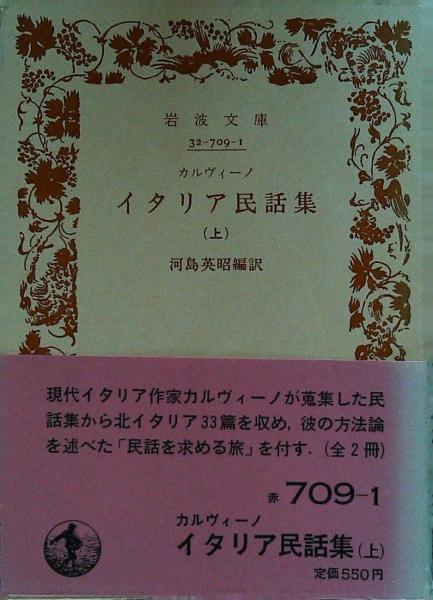 岩波文庫
32-709-1
カルヴィーノ
イタリア民話集
(上)
河島英昭編訳
現代イタリア作家カルヴィーノが蒐集した民
話集から北イタリア33篇を収め,彼の方法論
を述べた「民話を求める旅」を付す.(全2冊)
赤 709-1
カルヴィーノ
イタリア民話集(上)
定価550円